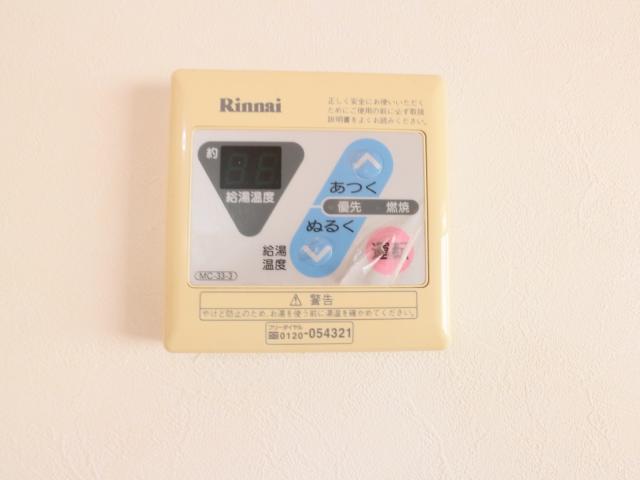 Rinnai
正しく安全にお使いいただく
ためにご使用の前に必ず取扱
説明書をよくお読みください。
約
給湯温度
あつく
優先 燃焼
ぬるく
給湯
温度
運転
MC-33-3
⚠ 警告
やけど防止のため、お湯を使う前に湯温を確かめてください。
フリーダイヤル
0120-054321